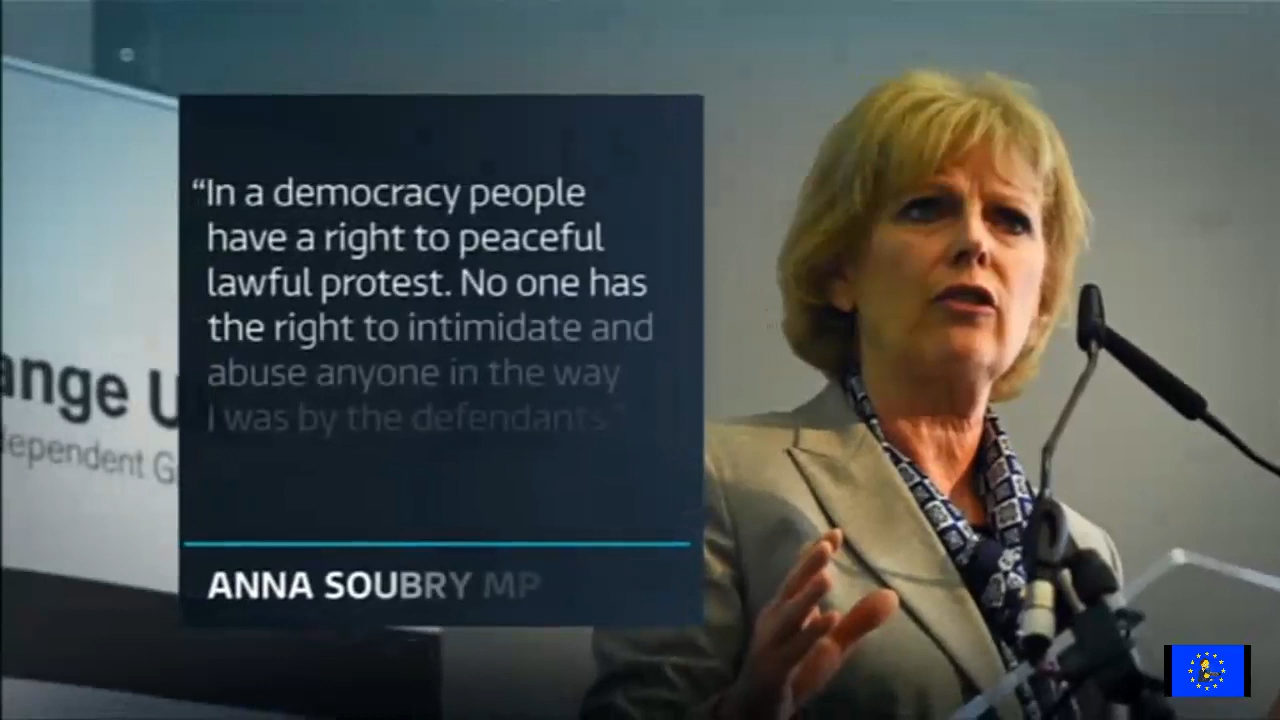 ange U
dependent G
“In a democracy people
have a right to peaceful
lawful protest. No one has
the right to intimidate and
abuse anyone in the way
I was by the defendants”
ANNA SOUBRY MP